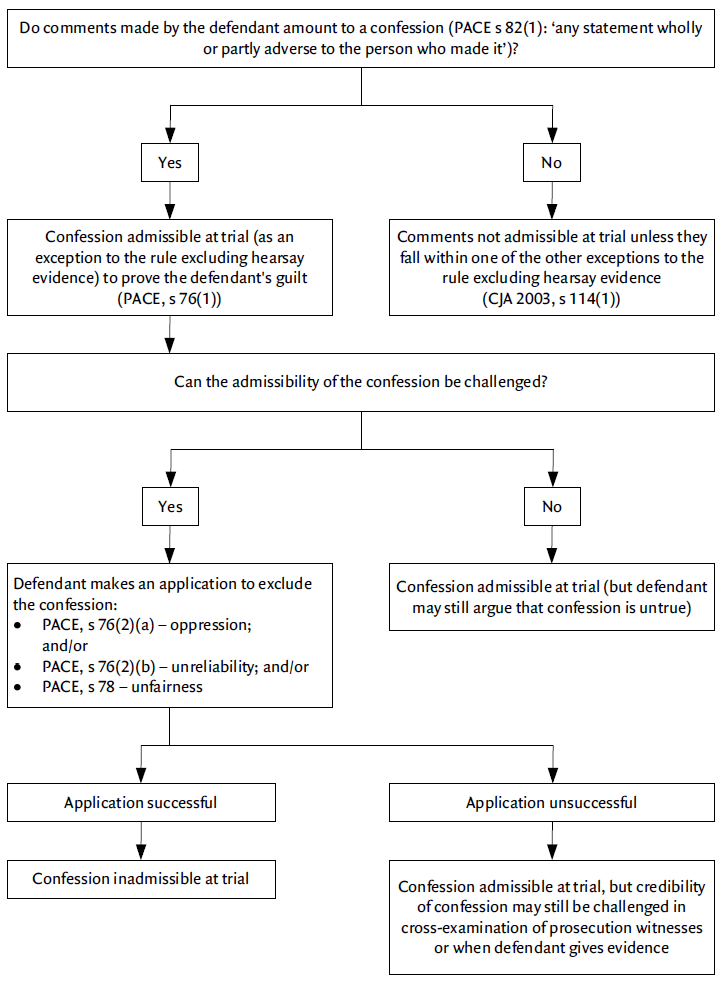 Do comments made by the defendant amount to a confession (PACE s 82(1): ‘any statement wholly
or partly adverse to the person who made it’)?
Yes
No
Confession admissible at trial (as an
exception to the rule excluding hearsay
evidence) to prove the defendant's guilt
(PACE, s 76(1))
Comments not admissible at trial unless they
fall within one of the other exceptions to the
rule excluding hearsay evidence
(CJA 2003, s 114(1))
Can the admissibility of the confession be challenged?
Yes
No
Defendant makes an application to exclude
the confession:
● PACE, s 76(2)(a) – oppression;
and/or
● PACE, s 76(2)(b) – unreliability; and/or
● PACE, s 78 – unfairness
Confession admissible at trial (but defendant
may still argue that confession is untrue)
Application successful
Application unsuccessful
Confession inadmissible at trial
Confession admissible at trial, but credibility
of confession may still be challenged in
cross-examination of prosecution witnesses
or when defendant gives evidence